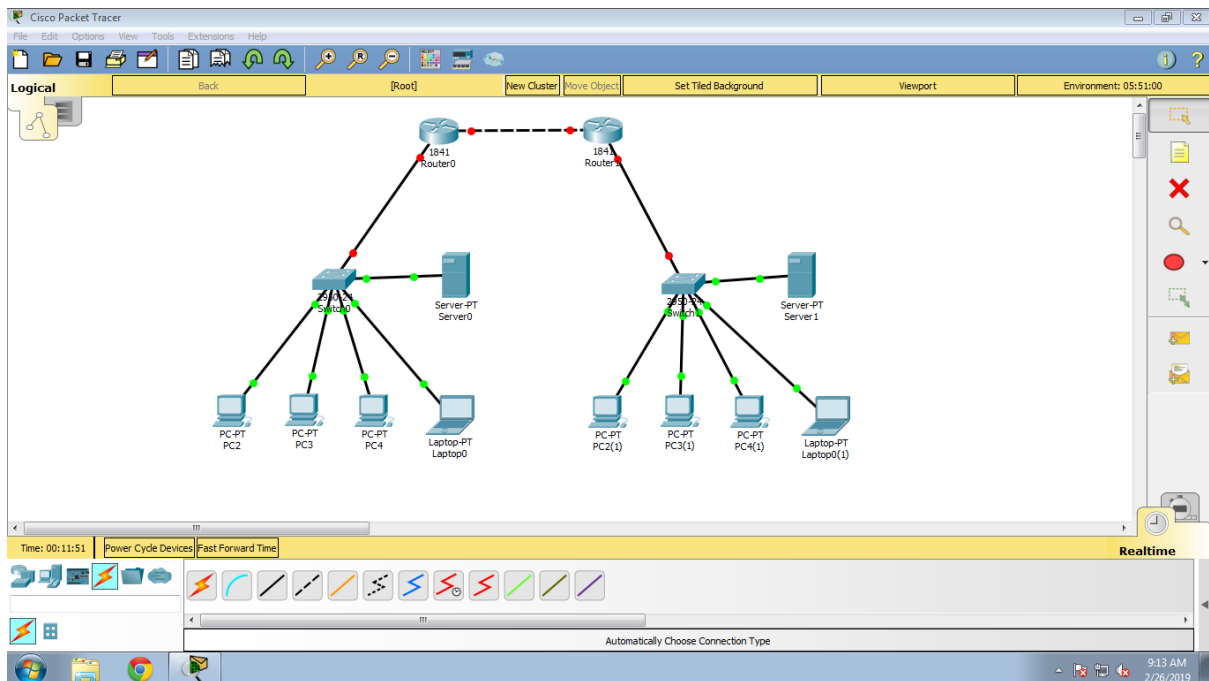 Cisco Packet Tracer
File Edit Options View Tools Extensions Help
Logical
Back
[Root]
New Cluster
Move Object
Set Tiled Background
Viewport
Environment: 05:51:00
1841
Router0
1841
Router1
2950-24
Switch0
Server-PT
Server0
2950-24
Switch1
Server-PT
Server1
PC-PT
PC2
PC-PT
PC3
PC-PT
PC4
Laptop-PT
Laptop0
PC-PT
PC2(1)
PC-PT
PC3(1)
PC-PT
PC4(1)
Laptop-PT
Laptop0(1)
Time: 00:11:51
Power Cycle Devices
Fast Forward Time
Realtime
Automatically Choose Connection Type
9:13 AM
2/26/2019